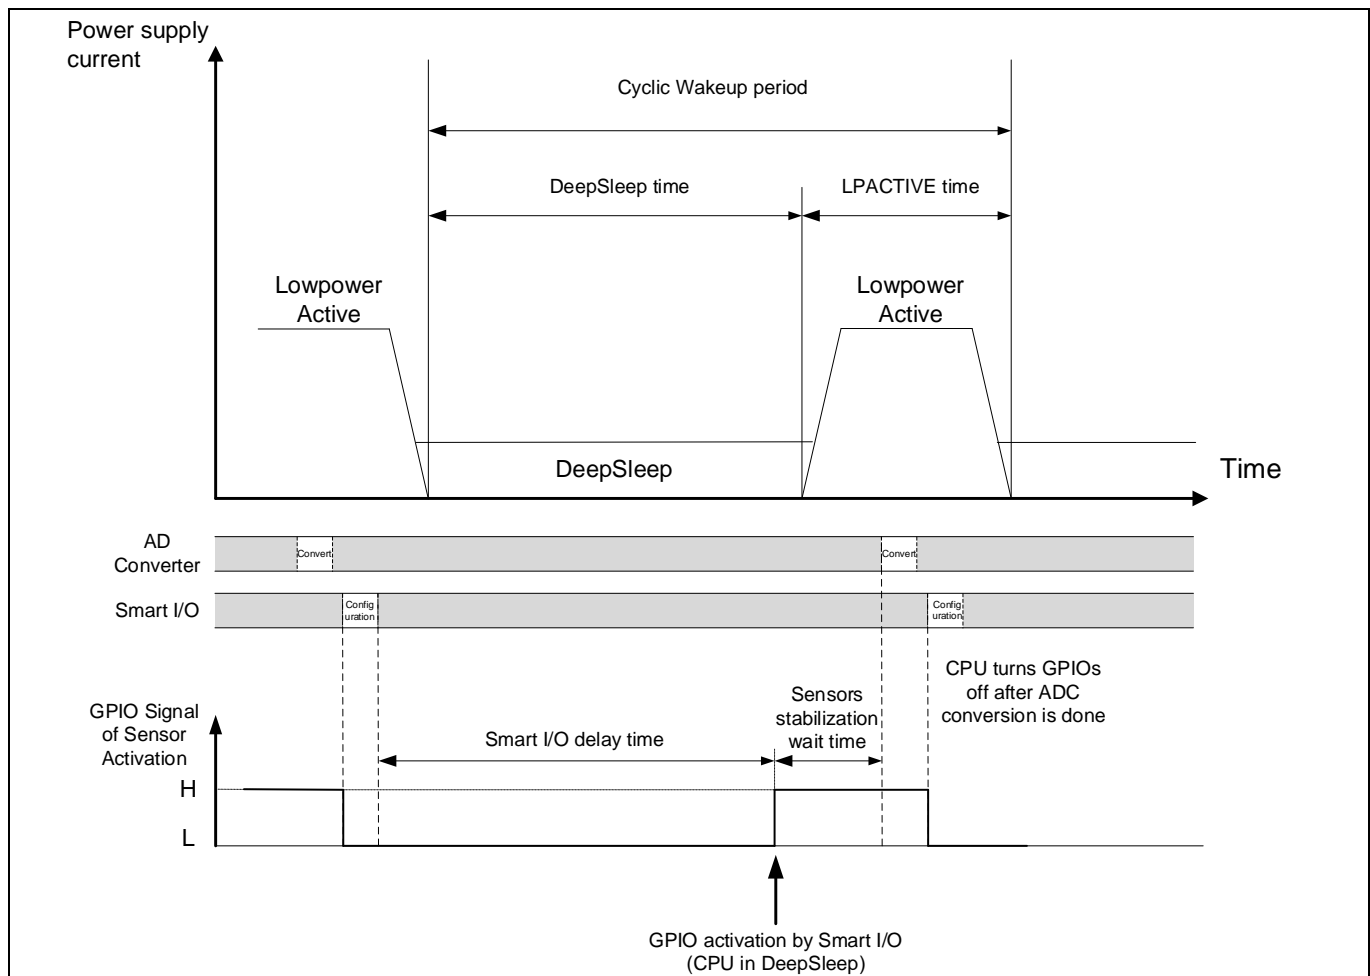 Power supply
current
Cyclic Wakeup period
DeepSleep time
LPACTIVE time
Lowpower
Active
Lowpower
Active
DeepSleep
Time
AD
Converter
Convert
Convert
Smart I/O
Config
uration
Config
uration
CPU turns GPIOs
off after ADC
conversion is done
Sensors
stabilization
wait time
GPIO Signal
of Sensor
Activation
Smart I/O delay time
H
L
GPIO activation by Smart I/O
(CPU in DeepSleep)